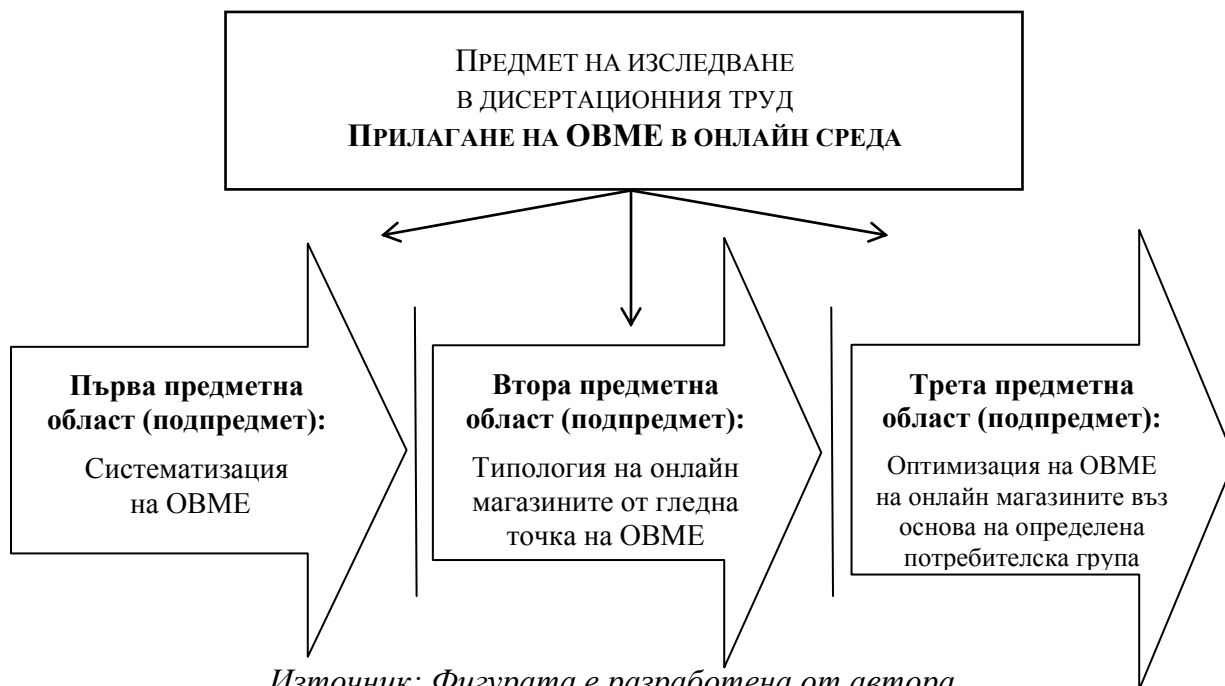 ПРЕДМЕТ НА ИЗСЛЕДВАНЕ
В ДИСЕРТАЦИОННИЯ ТРУД
ПРИЛАГАНЕ НА ОВМЕ В ОНЛАЙН СРЕДА
Първа предметна
област (подпредмет):
Систематизация
на ОВМЕ
Втора предметна
област (подпредмет):
Типология на онлайн
магазините от гледна
точка на ОВМЕ
Трета предметна
област (подпредмет):
Оптимизация на ОВМЕ
на онлайн магазините въз
основа на определена
потребителска група
Източник: Фигурата е разработена от автора